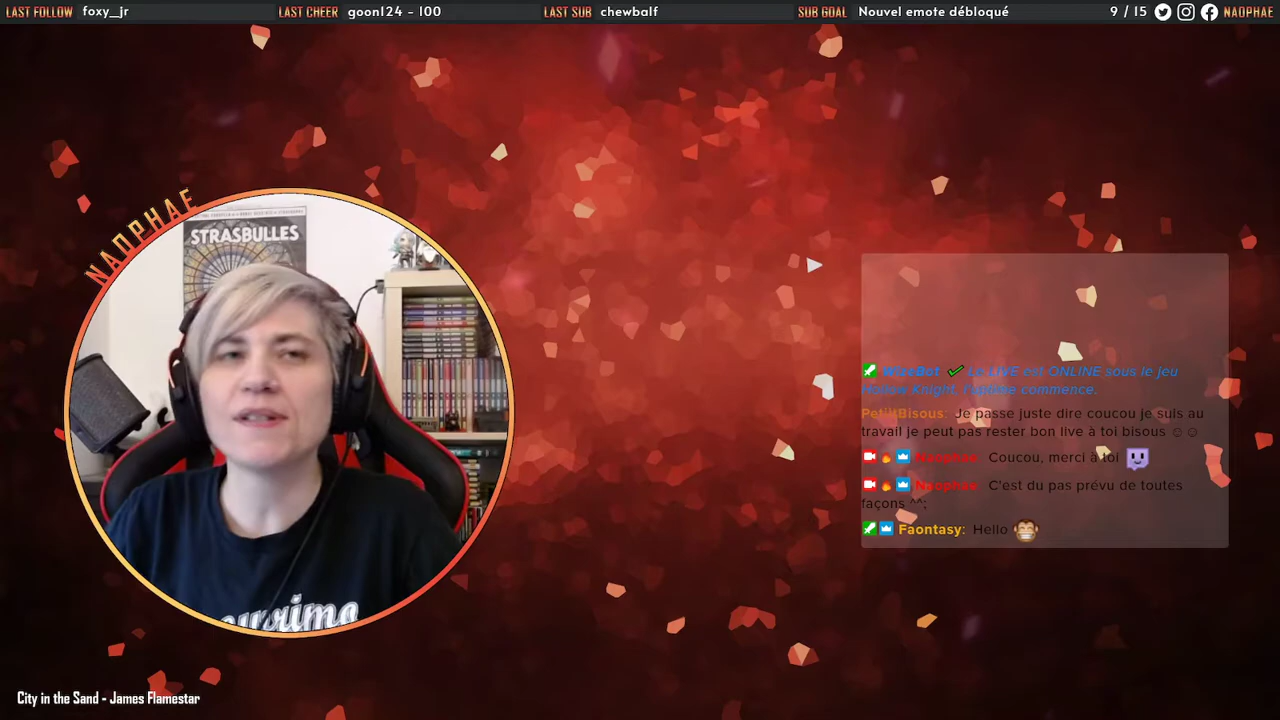 LAST FOLLOW foxy_jr LAST CHEER goon124 - 100 LAST SUB chewbalf SUB GOAL Nouvel emote débloqué 9 / 15 NAOPHAE
NAOPHAE
STRASBULLES
WizeBot Le LIVE est ONLINE sous le jeu
Hollow Knight. l'update commence.
PetitKBisous: Je passe juste dire coucou je suis au
travail je peut pas rester bon live à toi bisous ☺☺
Naophae: Coucou, merci à toi
Naophae: C'est du pas prévu de toutes
façons ^^;
Faontasy: Hello
City in the Sand - James Flamestar